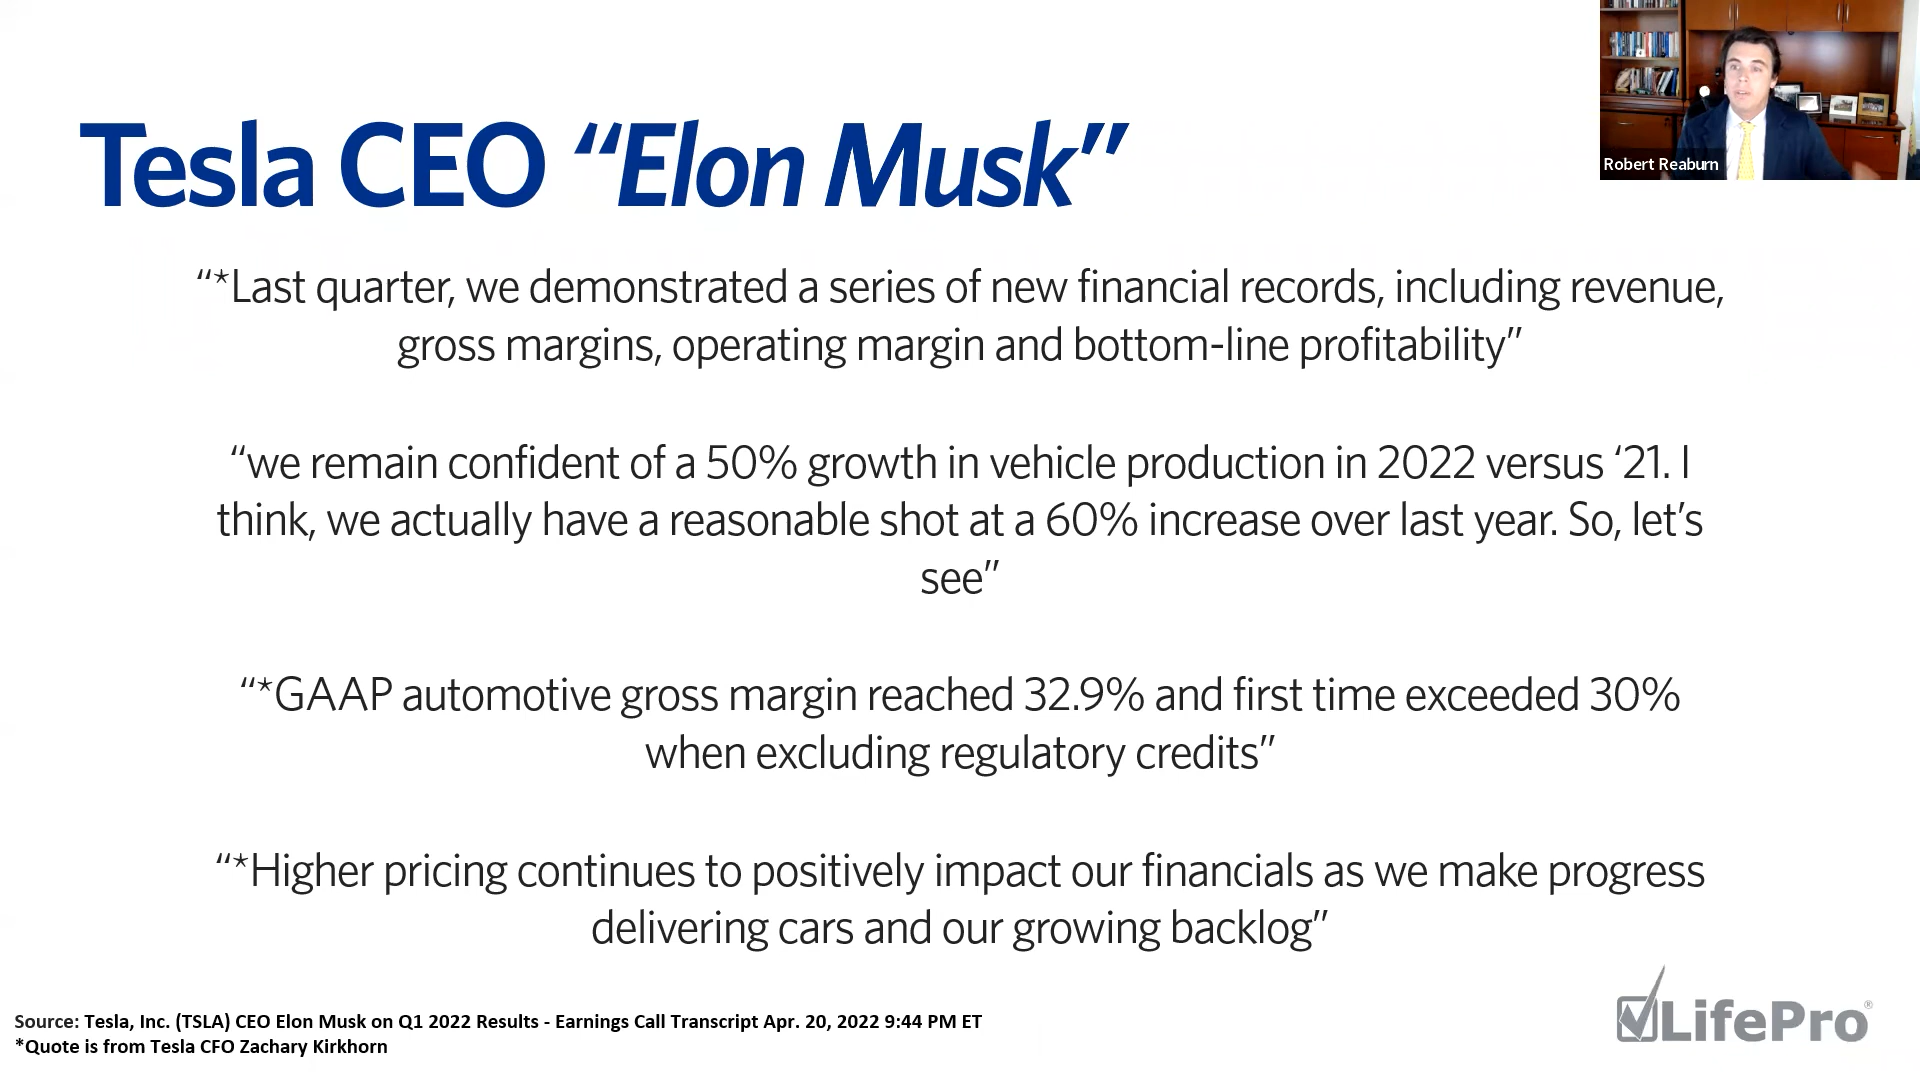 Robert Reaburn
Tesla CEO “Elon Musk”
“*Last quarter, we demonstrated a series of new financial records, including revenue,
gross margins, operating margin and bottom-line profitability”
“we remain confident of a 50% growth in vehicle production in 2022 versus ‘21. I
think, we actually have a reasonable shot at a 60% increase over last year. So, let’s
see”
“*GAAP automotive gross margin reached 32.9% and first time exceeded 30%
when excluding regulatory credits”
“*Higher pricing continues to positively impact our financials as we make progress
delivering cars and our growing backlog”
Source: Tesla, Inc. (TSLA) CEO Elon Musk on Q1 2022 Results - Earnings Call Transcript Apr. 20, 2022 9:44 PM ET
*Quote is from Tesla CFO Zachary Kirkhorn
LifePro®